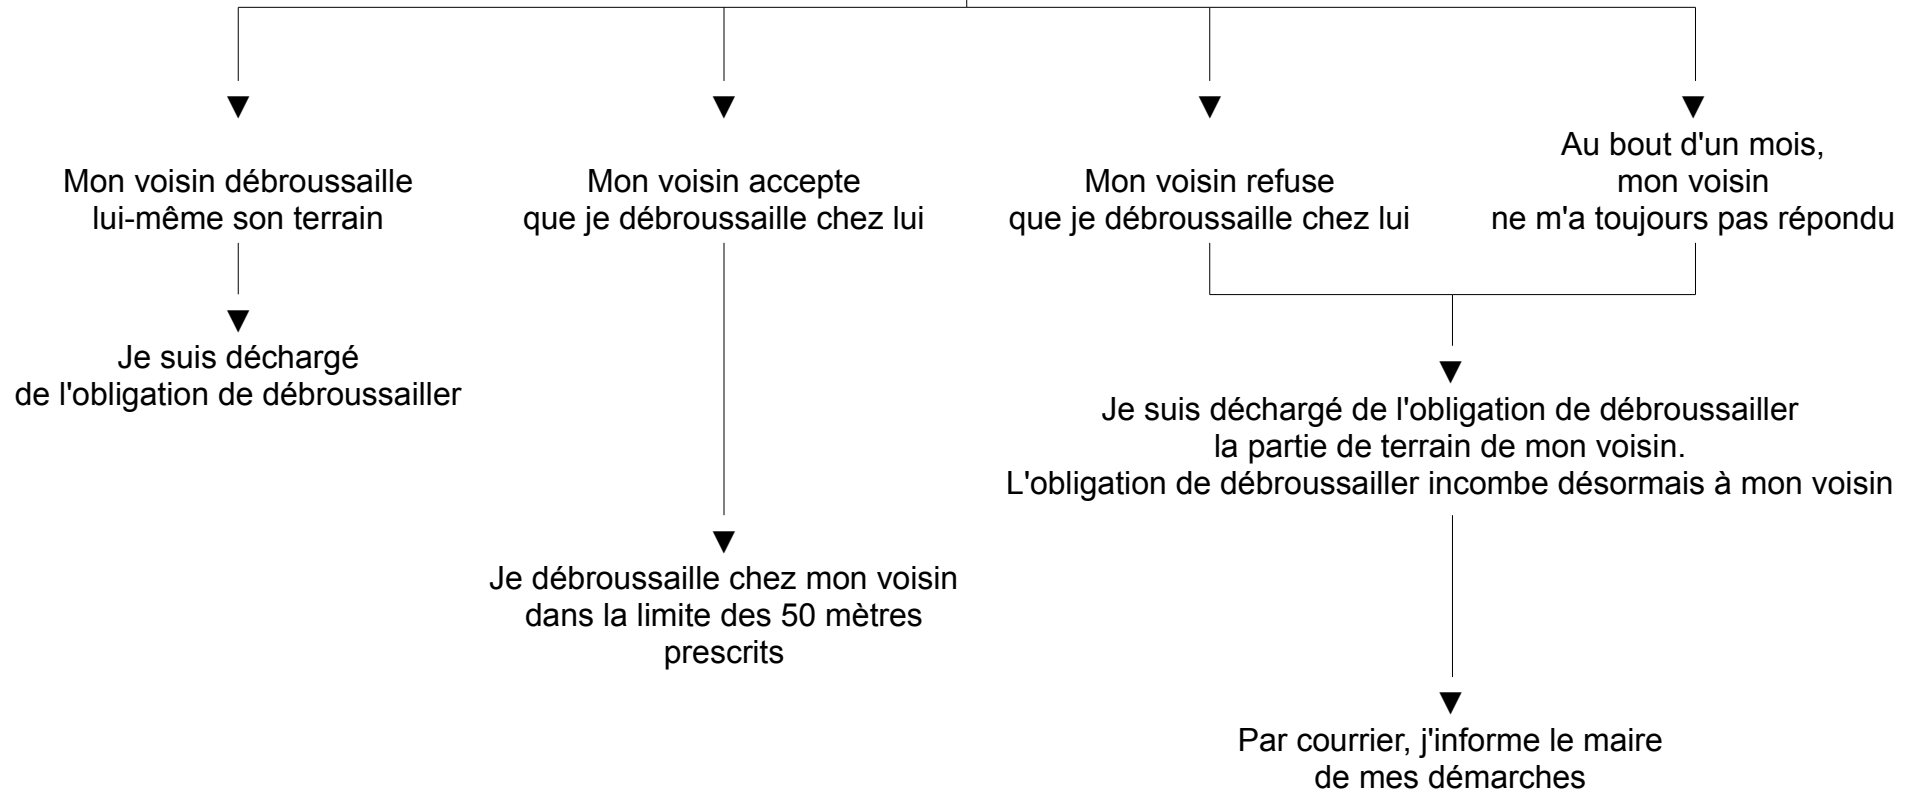 Mon voisin débroussaille
lui-même son terrain
Mon voisin accepte
que je débroussaille chez lui
Mon voisin refuse
que je débroussaille chez lui
Au bout d'un mois,
mon voisin
ne m'a toujours pas répondu
Je suis déchargé
de l'obligation de débroussailler
Je suis déchargé de l'obligation de débroussailler
la partie de terrain de mon voisin.
L'obligation de débroussailler incombe désormais à mon voisin
Je débroussaille chez mon voisin
dans la limite des 50 mètres
prescrits
Par courrier, j'informe le maire
de mes démarches